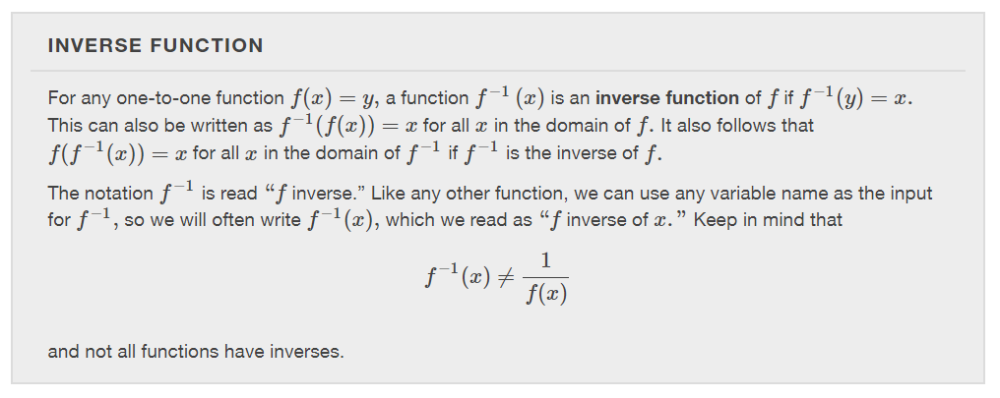 INVERSE FUNCTION
For any one-to-one function f(x) = y, a function f⁻¹ (x) is an inverse function of f if f⁻¹(y) = x.
This can also be written as f⁻¹(f(x)) = x for all x in the domain of f. It also follows that
f(f⁻¹(x)) = x for all x in the domain of f⁻¹ if f⁻¹ is the inverse of f.
The notation f⁻¹ is read “f inverse.” Like any other function, we can use any variable name as the input
for f⁻¹, so we will often write f⁻¹(x), which we read as “f inverse of x.” Keep in mind that
f⁻¹(x) ≠ 1/f(x)
and not all functions have inverses.